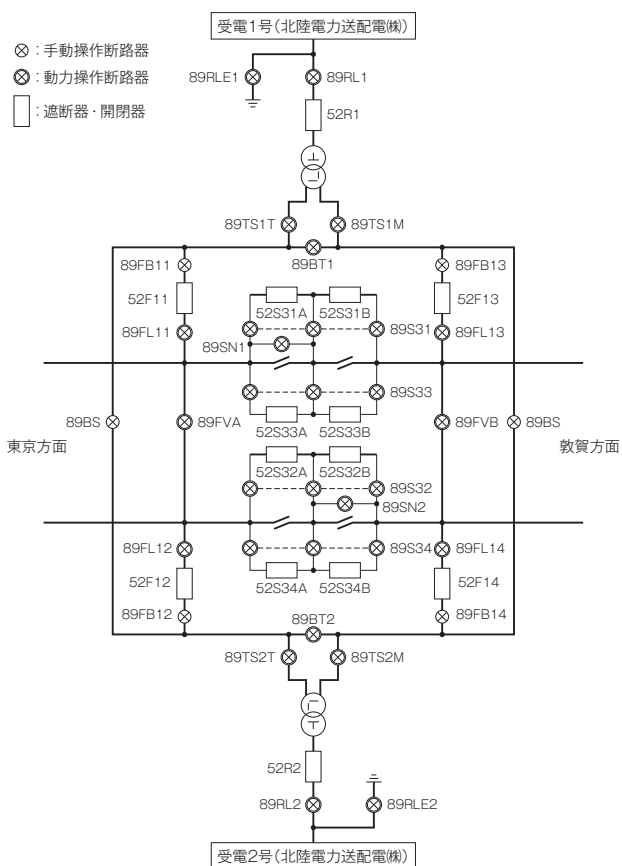 受電1号(北陸電力送配電㈱)
：手動操作断路器
：動力操作断路器
：遮断器・開閉器
89RLE1
89RL1
52R1
89TS1T
89TS1M
89BT1
89FB11
89FB13
52F11
52S31A
52S31B
52F13
89FL11
89S31
89FL13
89SN1
89S33
89BS
89FVA
89FVB
89BS
52S33A
52S33B
東京方面
敦賀方面
52S32A
52S32B
89S32
89SN2
89FL12
89S34
89FL14
52F12
52S34A
52S34B
52F14
89FB12
89BT2
89FB14
89TS2T
89TS2M
52R2
89RL2
89RLE2
受電2号(北陸電力送配電㈱)